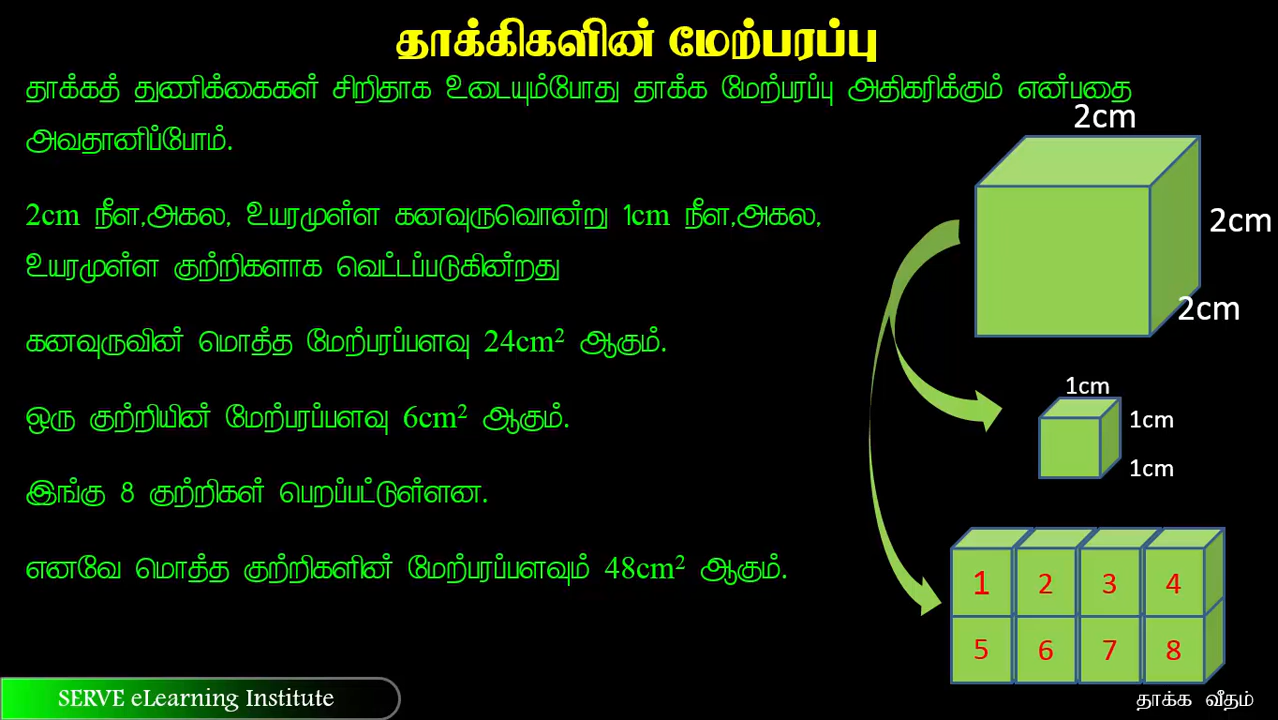 தாக்கிகளின் மேற்பரப்பு
தாக்கத் துணிக்கைகள் சிறிதாக உடையும்போது தாக்க மேற்பரப்பு அதிகரிக்கும் என்பதை
அவதானிப்போம்.
2cm
2cm நீள,அகல, உயரமுள்ள கனவுருவொன்று 1cm நீள,அகல,
2cm
உயரமுள்ள குற்றிகளாக வெட்டப்படுகின்றது
2cm
கனவுருவின் மொத்த மேற்பரப்பளவு 24cm² ஆகும்.
1cm
ஒரு குற்றியின் மேற்பரப்பளவு 6cm² ஆகும்.
1cm
1cm
இங்கு 8 குற்றிகள் பெறப்பட்டுள்ளன.
எனவே மொத்த குற்றிகளின் மேற்பரப்பளவும் 48cm² ஆகும்.
1 2 3 4
5 6 7 8
SERVE eLearning Institute
தாக்க வீதம்